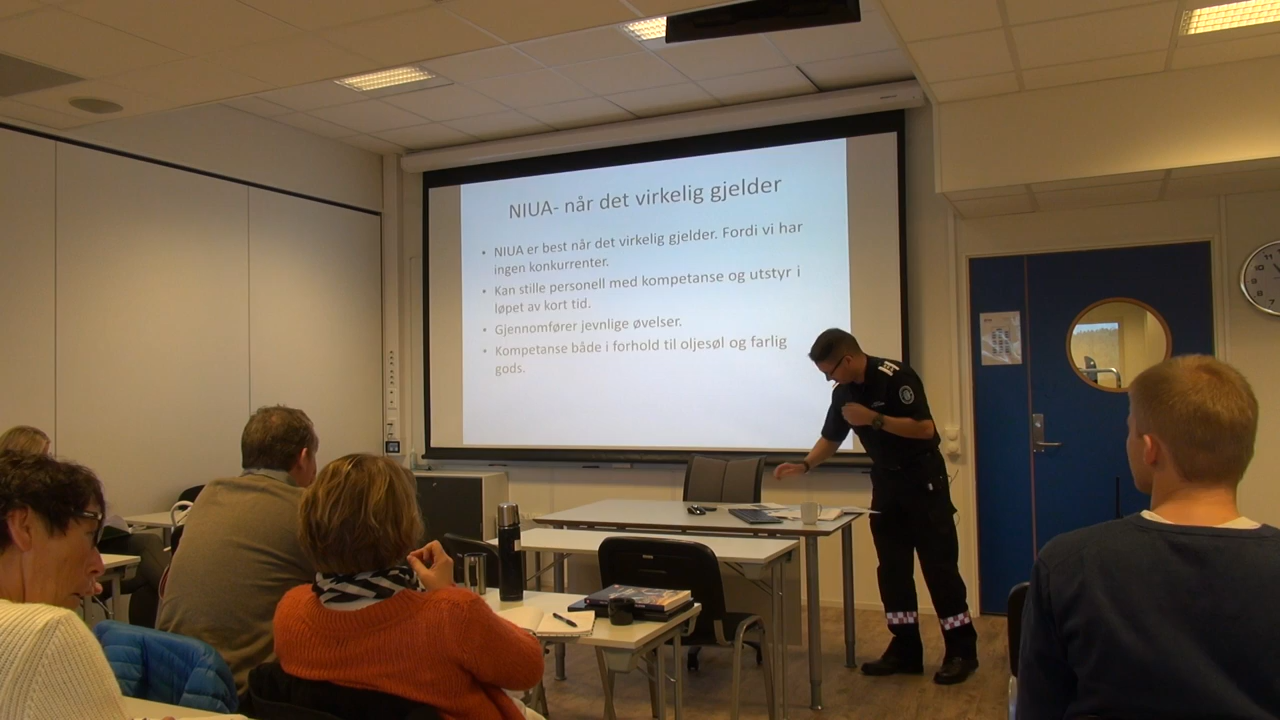 NIUA- når det virkelig gjelder
• NIUA er best når det virkelig gjelder. Fordi vi har
ingen konkurrenter.
• Kan stille personell med kompetanse og utstyr i
løpet av kort tid.
• Gjennomfører jevnlige øvelser.
• Kompetanse både i forhold til oljesøl og farlig
gods.